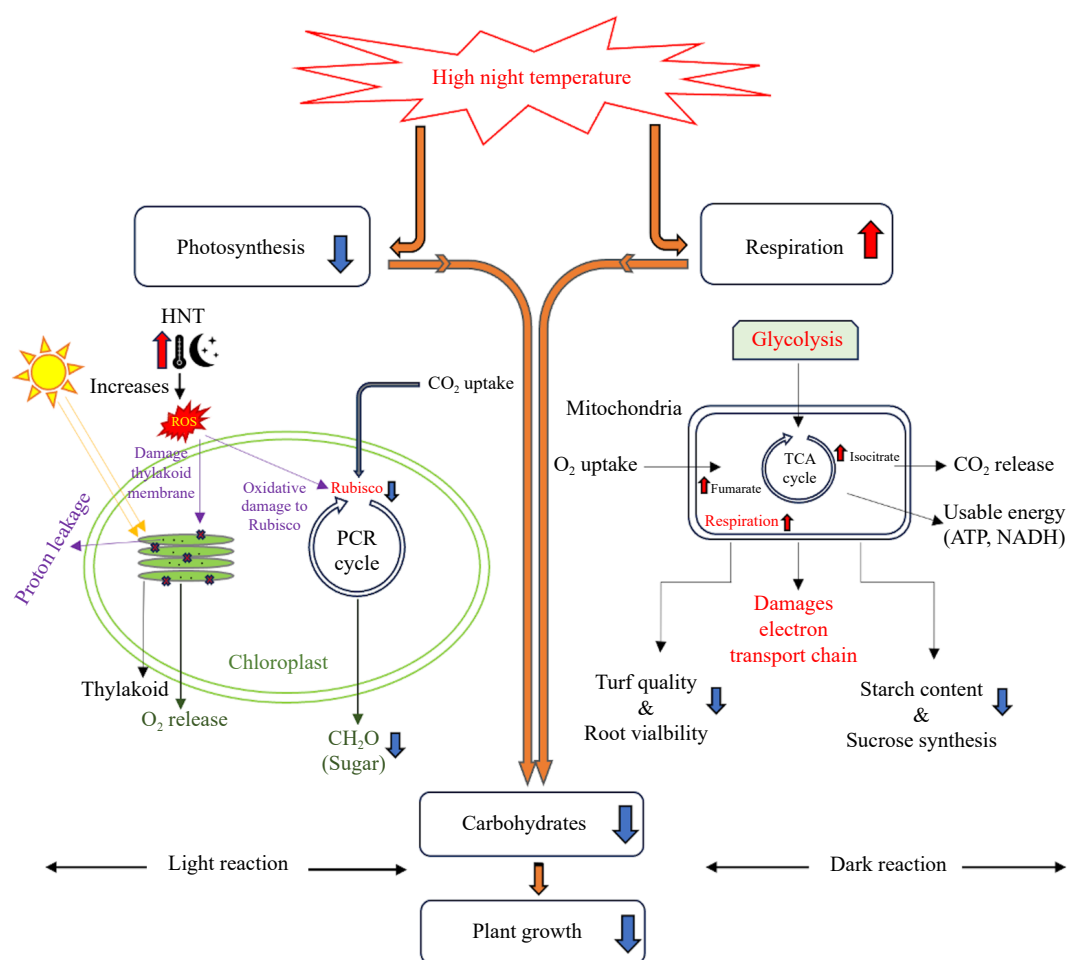 High night temperature
Photosynthesis
Respiration
HNT
Increases
ROS
Damage
thylakoid
membrane
Oxidative
damage to
Rubisco
Proton leakage
CO₂ uptake
Rubisco
PCR
cycle
Chloroplast
Thylakoid
O₂ release
CH₂O
(Sugar)
Glycolysis
Mitochondria
O₂ uptake
TCA
cycle
Isocitrate
Fumarate
Respiration
CO₂ release
Usable energy
(ATP, NADH)
Damages
electron
transport chain
Turf quality
&
Root vialbility
Starch content
&
Sucrose synthesis
Carbohydrates
Light reaction
Dark reaction
Plant growth